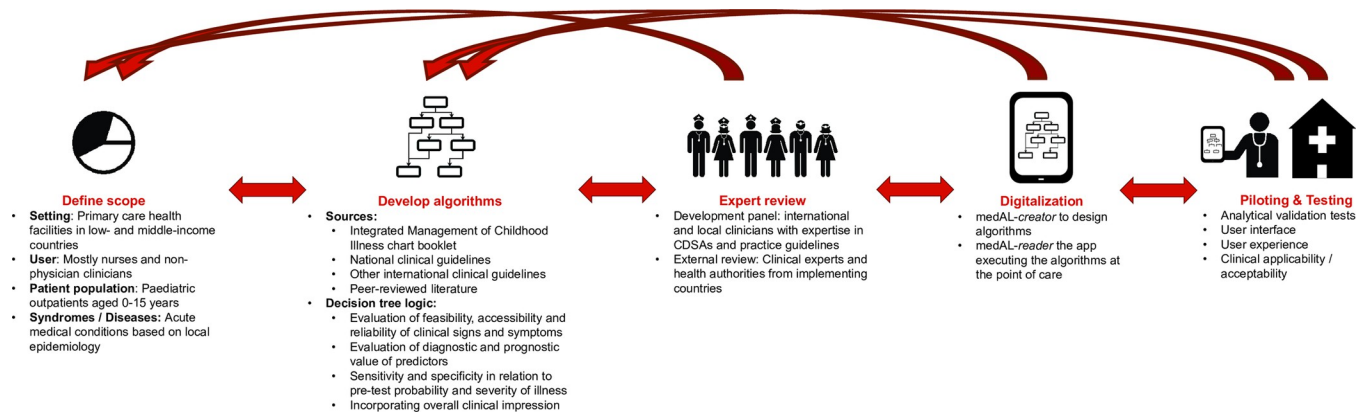 Define scope
• Setting: Primary care health
facilities in low- and middle-income
countries
• User: Mostly nurses and non-
physician clinicians
• Patient population: Paediatric
outpatients aged 0-15 years
• Syndromes / Diseases: Acute
medical conditions based on local
epidemiology
Develop algorithms
• Sources:
• Integrated Management of Childhood
Illness chart booklet
• National clinical guidelines
• Other international clinical guidelines
• Peer-reviewed literature
• Decision tree logic:
• Evaluation of feasibility, accessibility and
reliability of clinical signs and symptoms
• Evaluation of diagnostic and prognostic
value of predictors
• Sensitivity and specificity in relation to
pre-test probability and severity of illness
• Incorporating overall clinical impression
Expert review
• Development panel: international
and local clinicians with expertise in
CDSAs and practice guidelines
• External review: Clinical experts and
health authorities from implementing
countries
Digitalization
• medAL-creator to design
algorithms
• medAL-reader the app
executing the algorithms at
the point of care
Piloting & Testing
• Analytical validation tests
• User interface
• User experience
• Clinical applicability /
acceptability